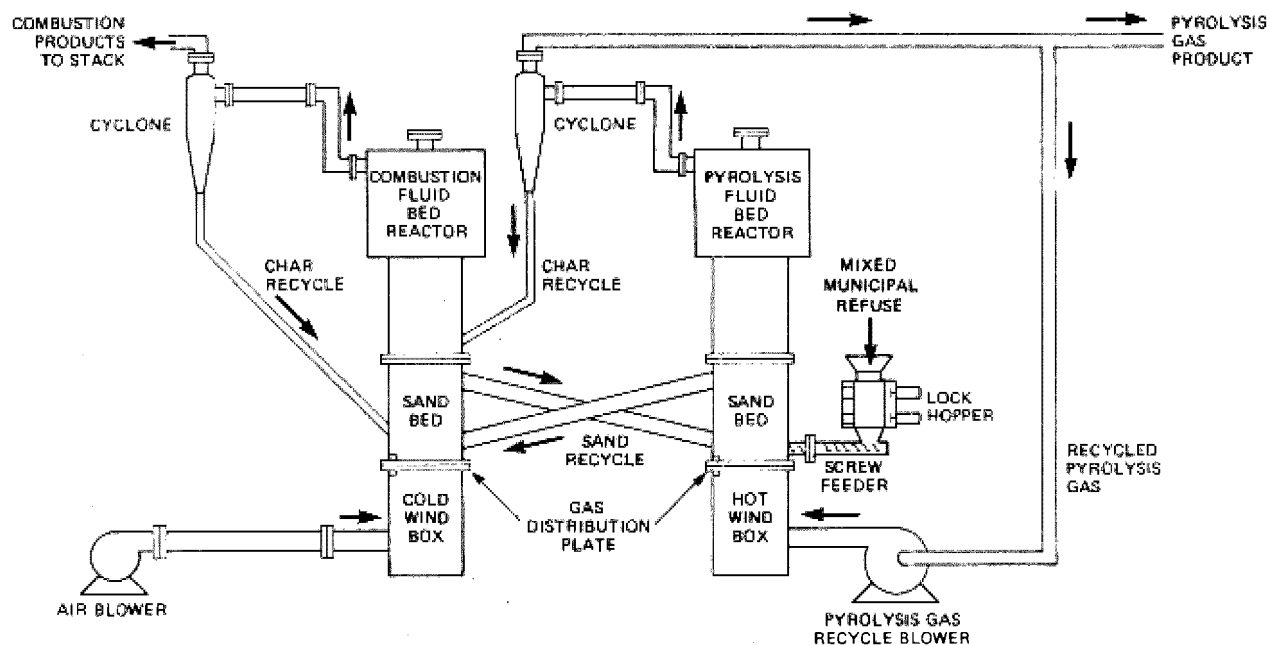 COMBUSTION
PRODUCTS
TO STACK
PYROLYSIS
GAS
PRODUCT
CYCLONE
CYCLONE
COMBUSTION
FLUID
BED
REACTOR
PYROLYSIS
FLUID
BED
REACTOR
CHAR
RECYCLE
CHAR
RECYCLE
MIXED
MUNICIPAL
REFUSE
SAND
BED
SAND
BED
LOCK
HOPPER
SAND
RECYCLE
SCREW
FEEDER
RECYCLED
PYROLYSIS
GAS
COLD
WIND
BOX
GAS
DISTRIBUTION
PLATE
HOT
WIND
BOX
AIR BLOWER
PYROLYSIS GAS
RECYCLE BLOWER